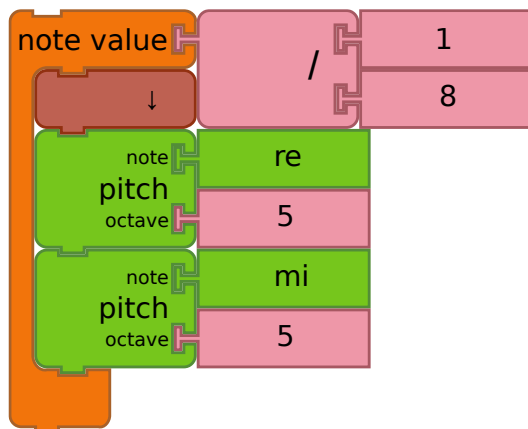 note value / 1
8
↓
note re
pitch
octave 5
note mi
pitch
octave 5